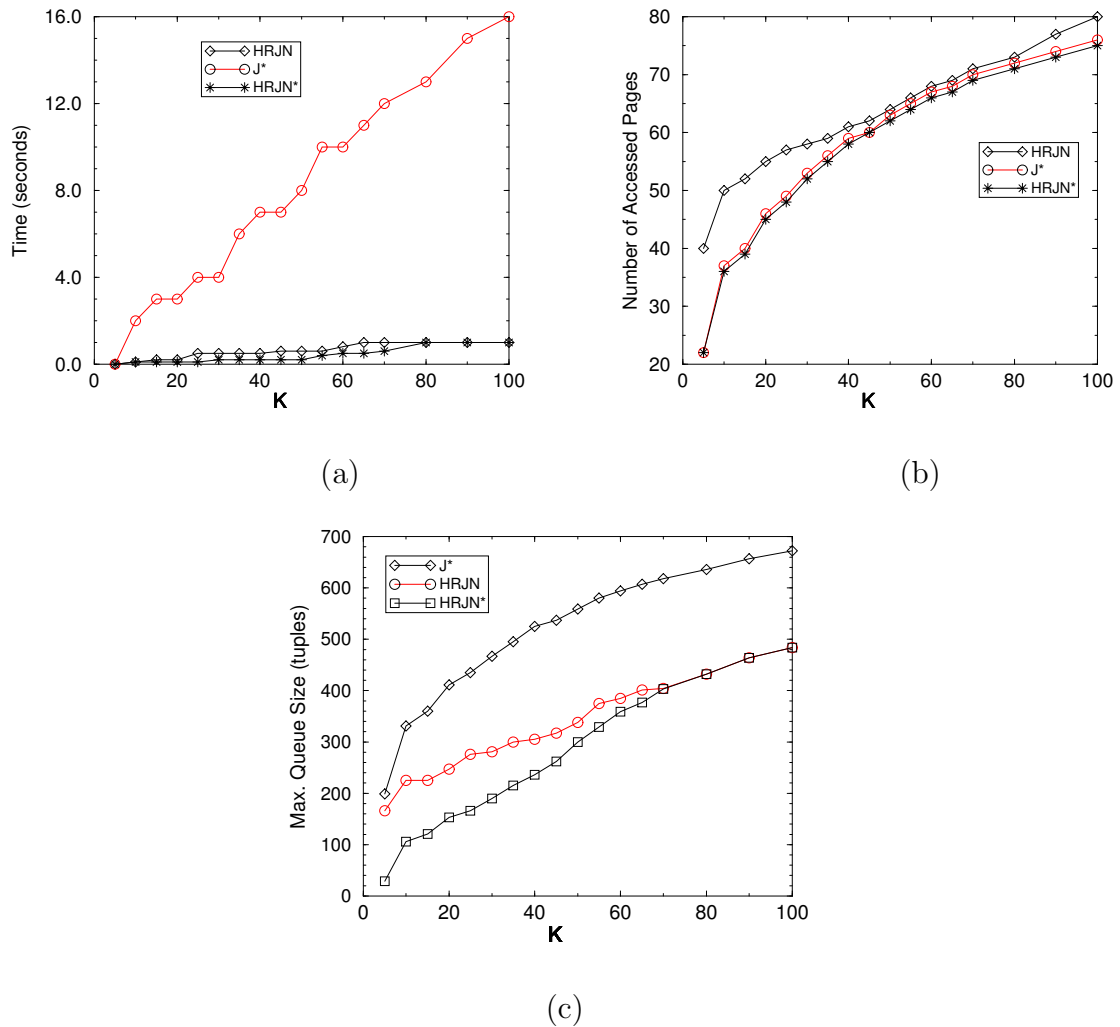 16.0
12.0
8.0
4.0
0.0
Time (seconds)
HRJN
J*
HRJN*
0
20
40
60
80
100
K
(a)
80
70
60
50
40
30
20
Number of Accessed Pages
HRJN
J*
HRJN*
0
20
40
60
80
100
K
(b)
700
600
500
400
300
200
100
0
Max. Queue Size (tuples)
J*
HRJN
HRJN*
0
20
40
60
80
100
K
(c)